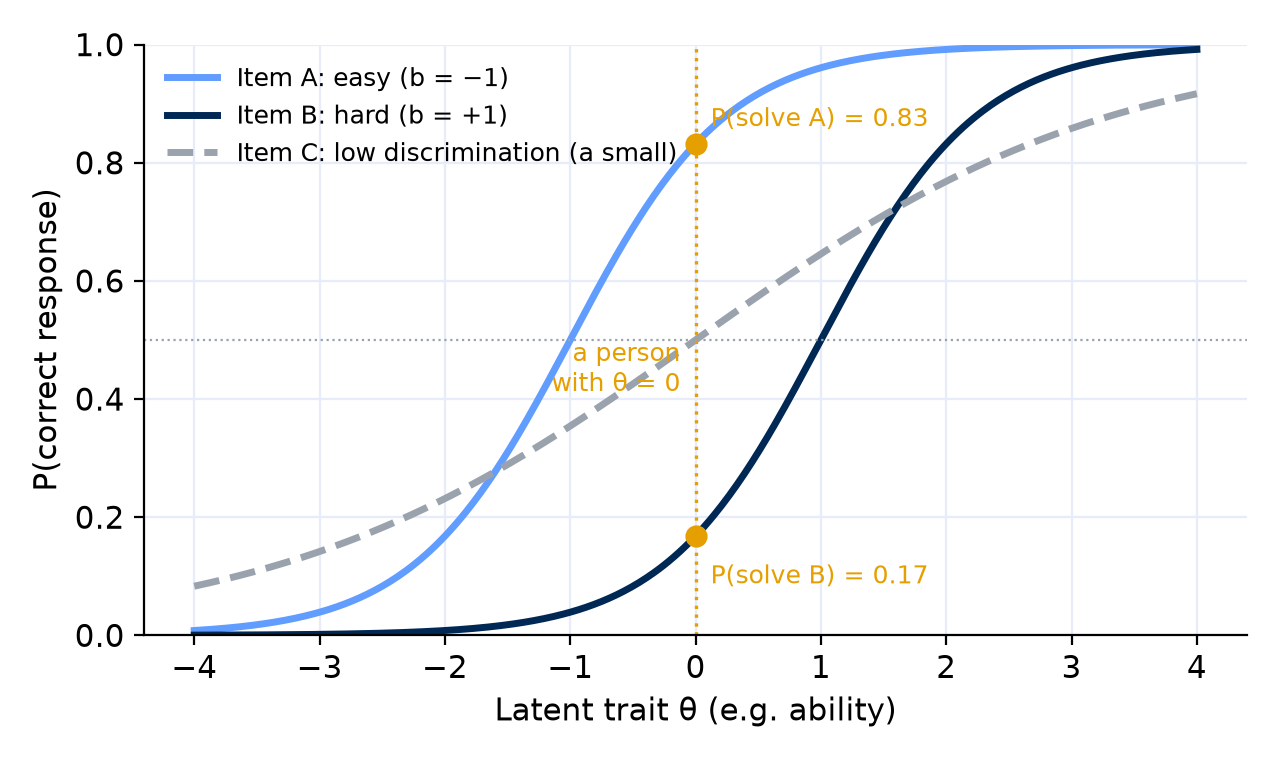 Item A: easy (b = −1)
Item B: hard (b = +1)
Item C: low discrimination (a small)
P(solve A) = 0.83
a person
with θ = 0
P(solve B) = 0.17
P(correct response)
1.0
0.8
0.6
0.4
0.2
0.0
−4 −3 −2 −1 0 1 2 3 4
Latent trait θ (e.g. ability)